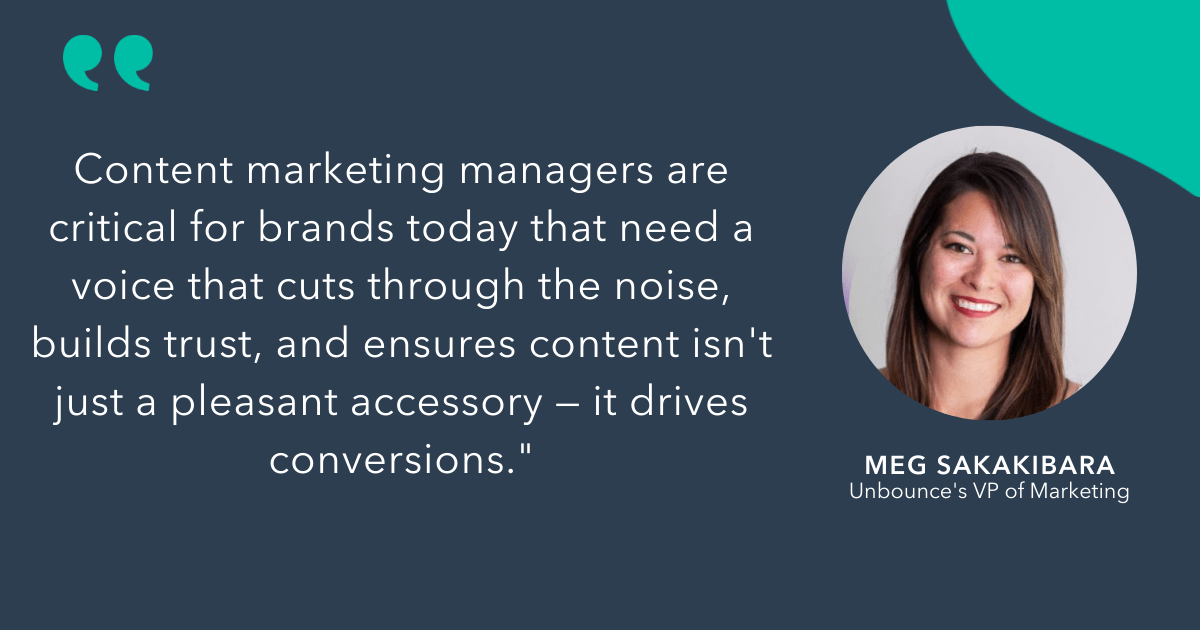 Content marketing managers are
critical for brands today that need a
voice that cuts through the noise,
builds trust, and ensures content isn't
just a pleasant accessory – it drives
conversions."
MEG SAKAKIBARA
Unbounce's VP of Marketing